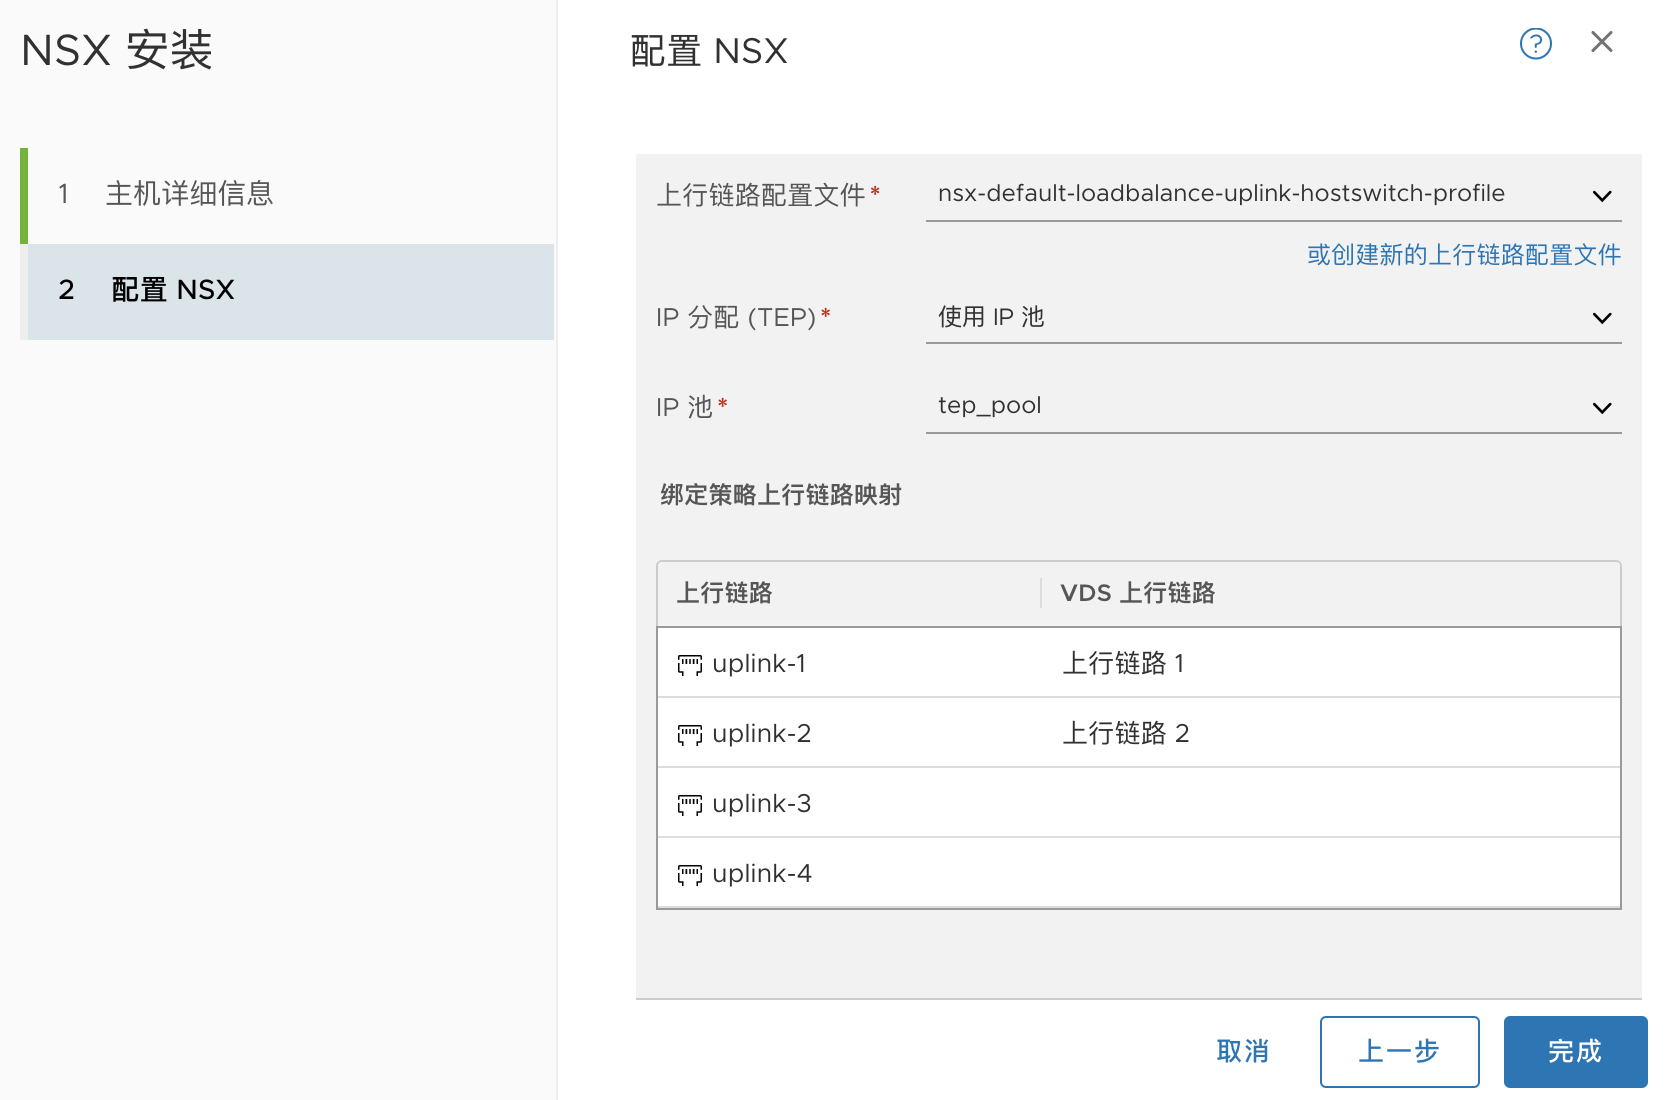 NSX 安装
1 主机详细信息
2 配置 NSX
配置 NSX
上行链路配置文件* nsx-default-loadbalance-uplink-hostswitch-profile
或创建新的上行链路配置文件
IP 分配 (TEP)* 使用 IP 池
IP 池* tep_pool
绑定策略上行链路映射
上行链路 VDS 上行链路
uplink-1 上行链路 1
uplink-2 上行链路 2
uplink-3
uplink-4
取消 上一步 完成